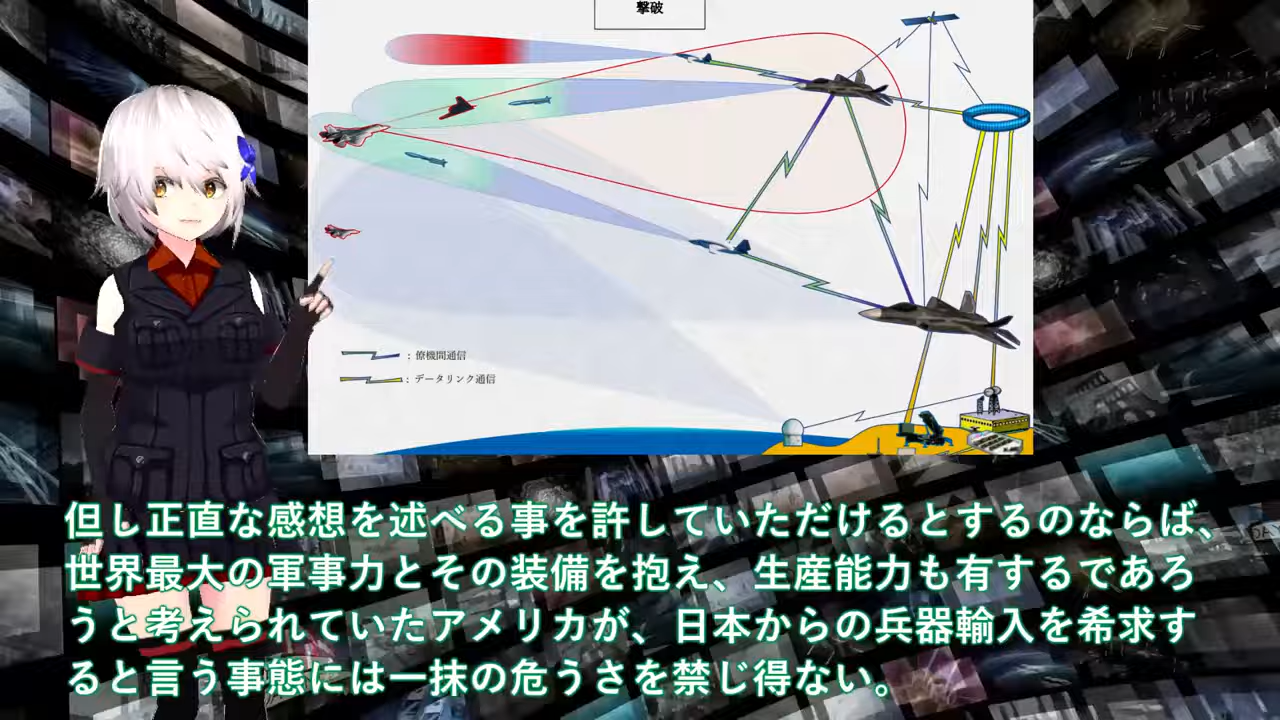 撃破
：僚機間通信
：データリンク通信
但し正直な感想を述べる事を許していただけるとするのならば、
世界最大の軍事力とその装備を抱え、生産能力も有するであろ
うと考えられていたアメリカが、日本からの兵器輸入を希求す
ると言う事態には一抹の危うさを禁じ得ない。